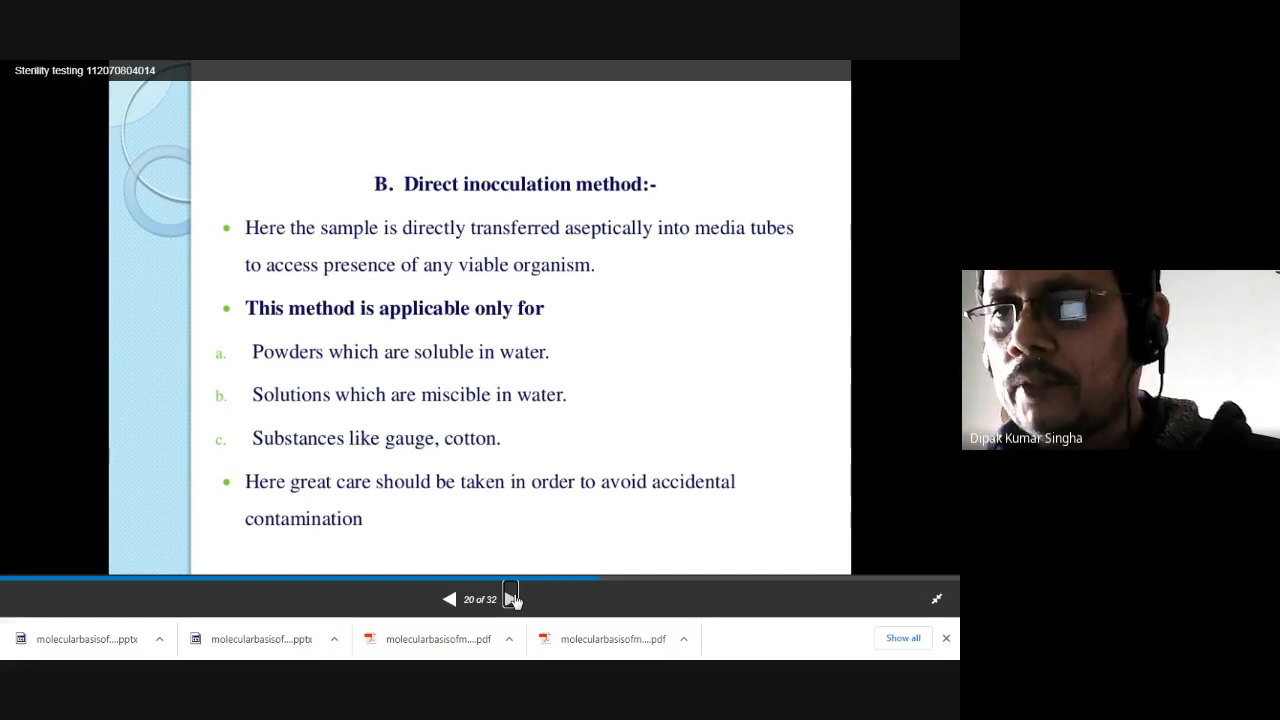 Sterility testing 112070804014
B. Direct inocculation method:-
• Here the sample is directly transferred aseptically into media tubes
to access presence of any viable organism.
• This method is applicable only for
a. Powders which are soluble in water.
b. Solutions which are miscible in water.
c. Substances like gauge, cotton.
• Here great care should be taken in order to avoid accidental
contamination
Dipak Kumar Singha
20 of 32
molecularbasisof....pptx
molecularbasisof....pptx
molecularbasisofm....pdf
molecularbasisofm....pdf
Show all